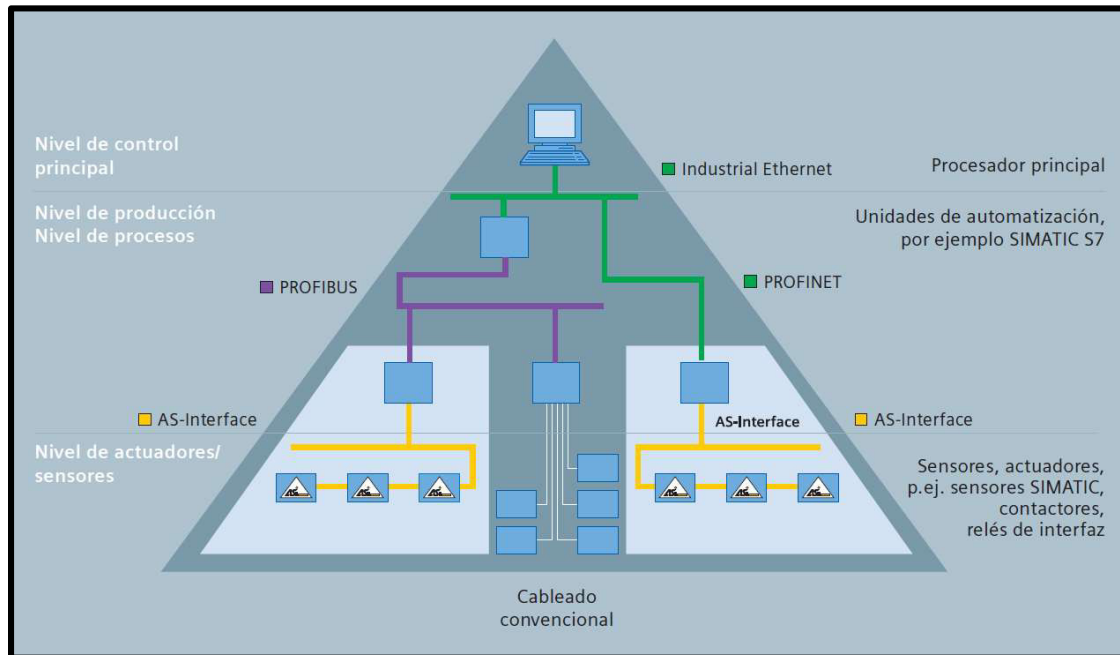 Nivel de control
principal
Industrial Ethernet
Procesador principal
Nivel de producción
Nivel de procesos
Unidades de automatización,
por ejemplo SIMATIC S7
PROFIBUS
PROFINET
AS-Interface
AS-Interface
AS-Interface
Nivel de actuadores/
sensores
Sensores, actuadores,
p.ej. sensores SIMATIC,
contactores,
relés de interfaz
Cableado
convencional